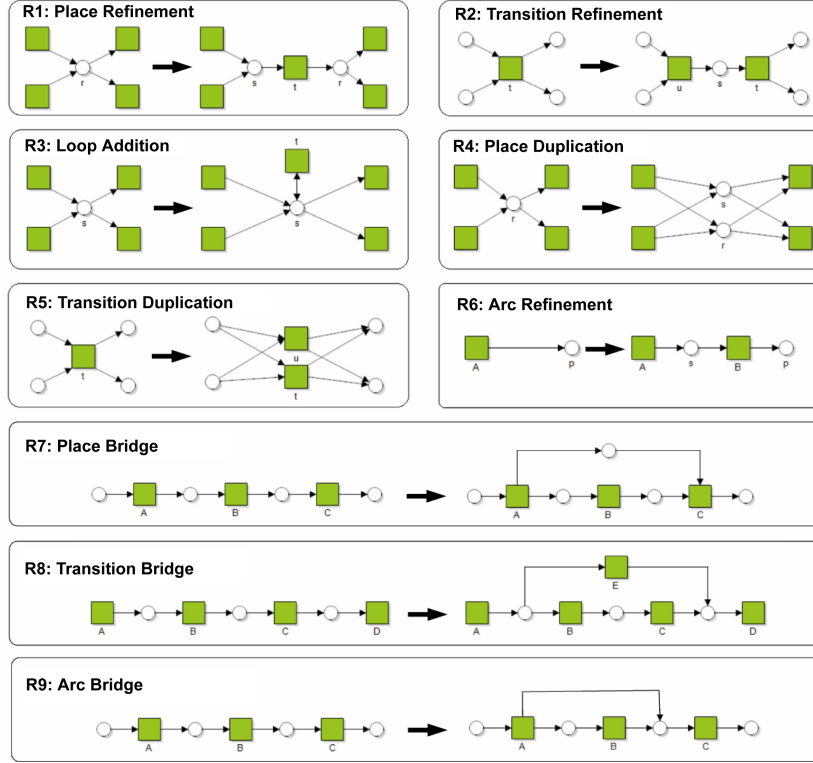 R1: Place Refinement
r
s
t
r
R2: Transition Refinement
t
u
s
t
R3: Loop Addition
s
t
s
R4: Place Duplication
r
s
r
R5: Transition Duplication
t
u
t
R6: Arc Refinement
A
p
A
s
B
p
R7: Place Bridge
A
B
C
A
B
C
R8: Transition Bridge
A
B
C
D
E
A
B
C
D
R9: Arc Bridge
A
B
C
A
B
C